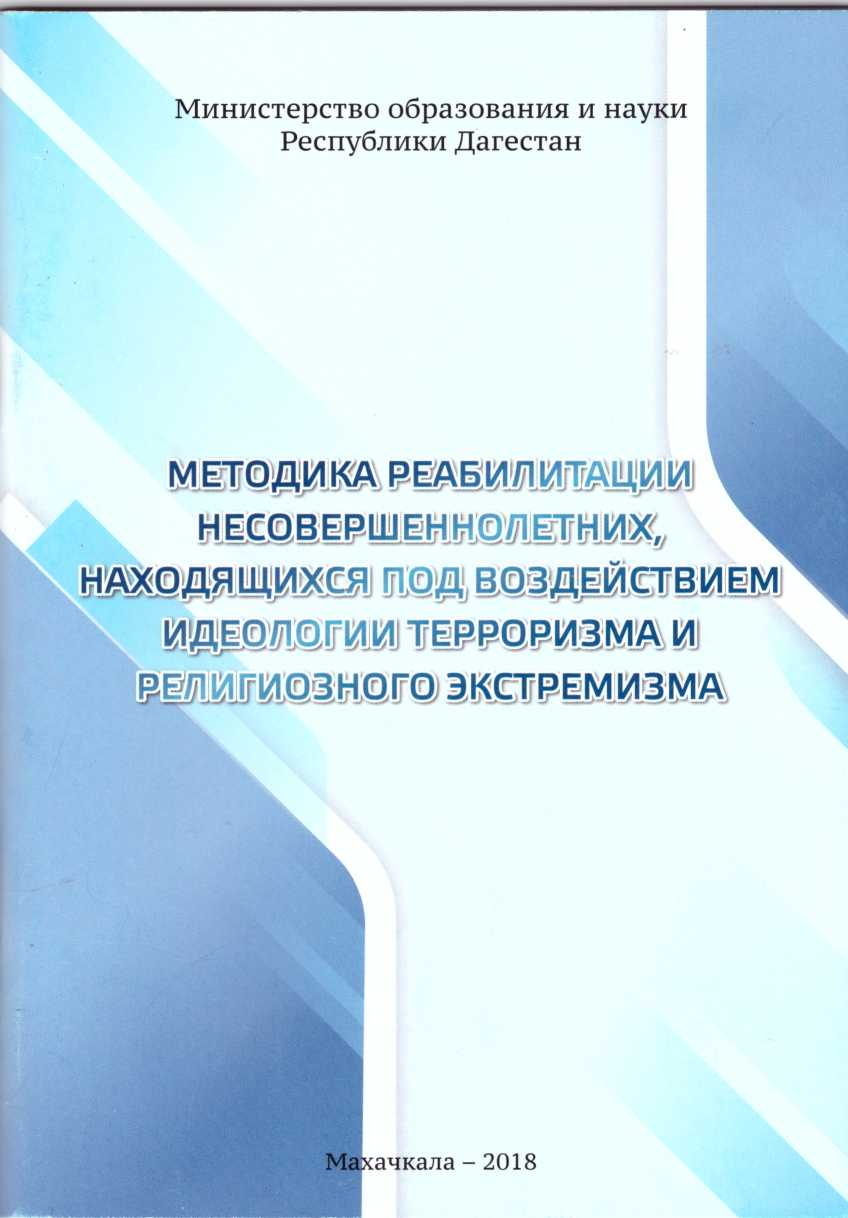 Министерство образования и науки
Республики Дагестан
МЕТОДИКА РЕАБИЛИТАЦИИ
НЕСОВЕРШЕННОЛЕТНИХ,
НАХОДЯЩИХСЯ ПОД ВОЗДЕЙСТВИЕМ
ИДЕОЛОГИИ ТЕРРОРИЗМА И
РЕЛИГИОЗНОГО ЭКСТРЕМИЗМА
Махачкала – 2018